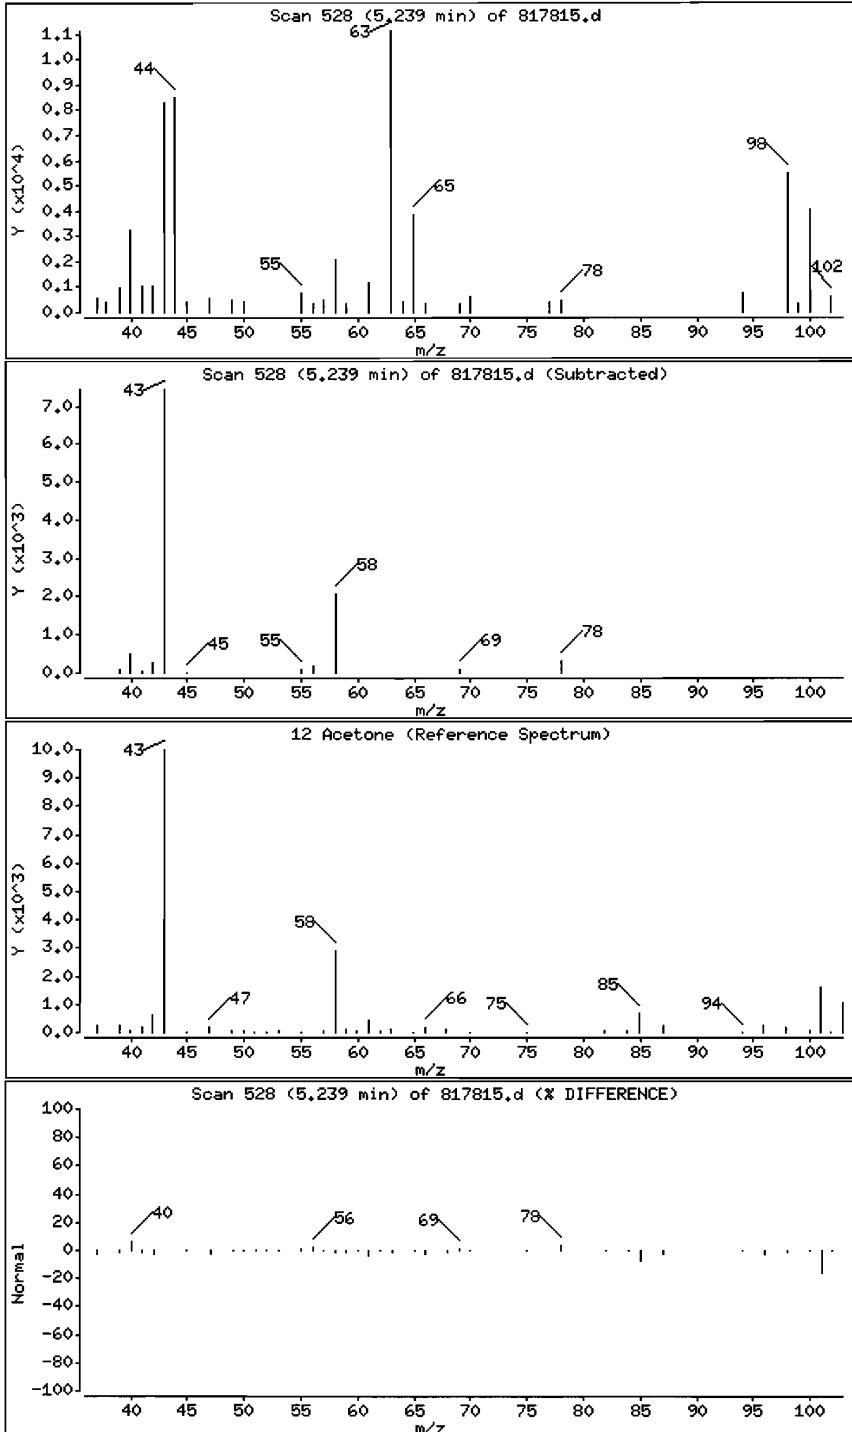 Scan 528 (5.239 min) of 817815.d
1.1
63
1.0
44
0.9
0.8
98
0.7
0.6
65
0.5
0.4
0.3
55
78
102
0.2
0.1
0.0
Y (x10^4)
40 45 50 55 60 65 70 75 80 85 90 95 100
m/z
Scan 528 (5.239 min) of 817815.d (Subtracted)
43
7.0
6.0
5.0
4.0
3.0
58
2.0
1.0
45 55 69 78
0.0
Y (x10^3)
40 45 50 55 60 65 70 75 80 85 90 95 100
m/z
12 Acetone (Reference Spectrum)
43
10.0
9.0
8.0
7.0
6.0
5.0
4.0
58
3.0
2.0
47 66 75 85 94
1.0
0.0
Y (x10^3)
40 45 50 55 60 65 70 75 80 85 90 95 100
m/z
Scan 528 (5.239 min) of 817815.d (% DIFFERENCE)
100
80
60
40
40 56 69 78
20
0
-20
-40
-60
-80
-100
Normal
40 45 50 55 60 65 70 75 80 85 90 95 100
m/z